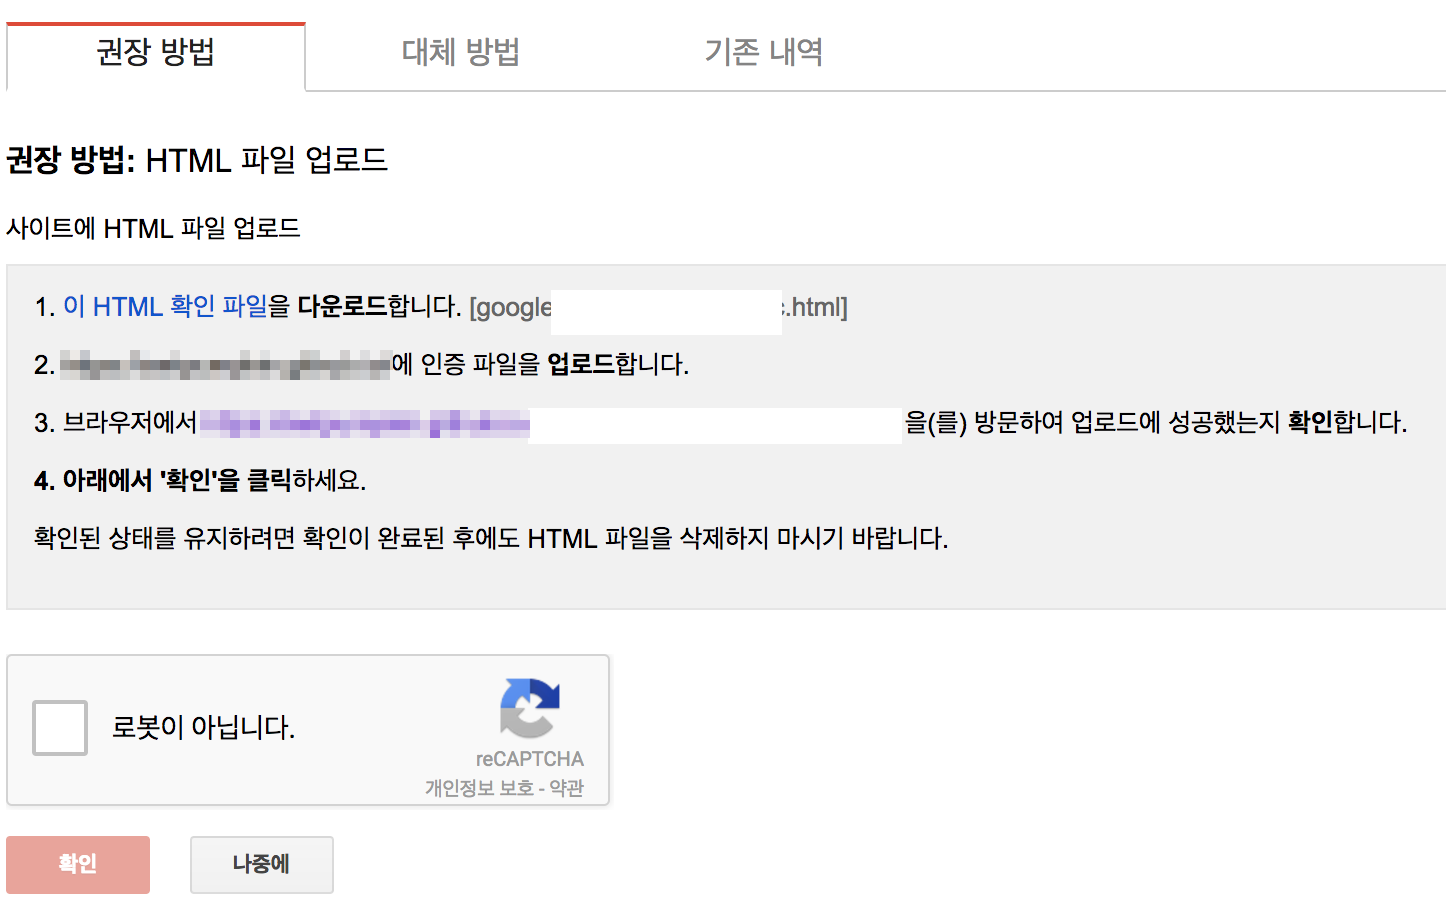 권장 방법 대체 방법 기존 내역
권장 방법: HTML 파일 업로드
사이트에 HTML 파일 업로드
1. 이 HTML 확인 파일을 다운로드합니다. [google c.html]
2. 에 인증 파일을 업로드합니다.
3. 브라우저에서 을(를) 방문하여 업로드에 성공했는지 확인합니다.
4. 아래에서 '확인'을 클릭하세요.
확인된 상태를 유지하려면 확인이 완료된 후에도 HTML 파일을 삭제하지 마시기 바랍니다.
로봇이 아닙니다.
reCAPTCHA
개인정보 보호 - 약관
확인 나중에